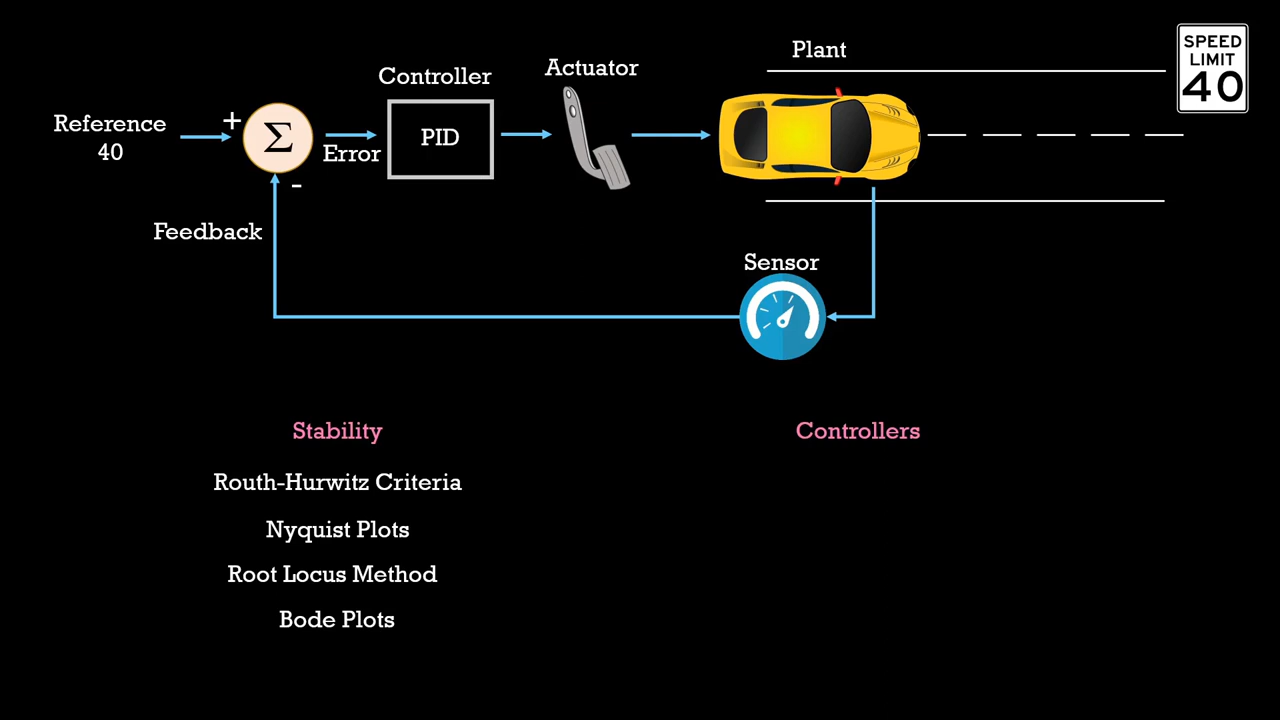 Plant
SPEED
LIMIT
40
Controller
Actuator
Reference
40
+
Σ
Error
PID
-
Feedback
Sensor
Stability
Routh-Hurwitz Criteria
Nyquist Plots
Root Locus Method
Bode Plots
Controllers